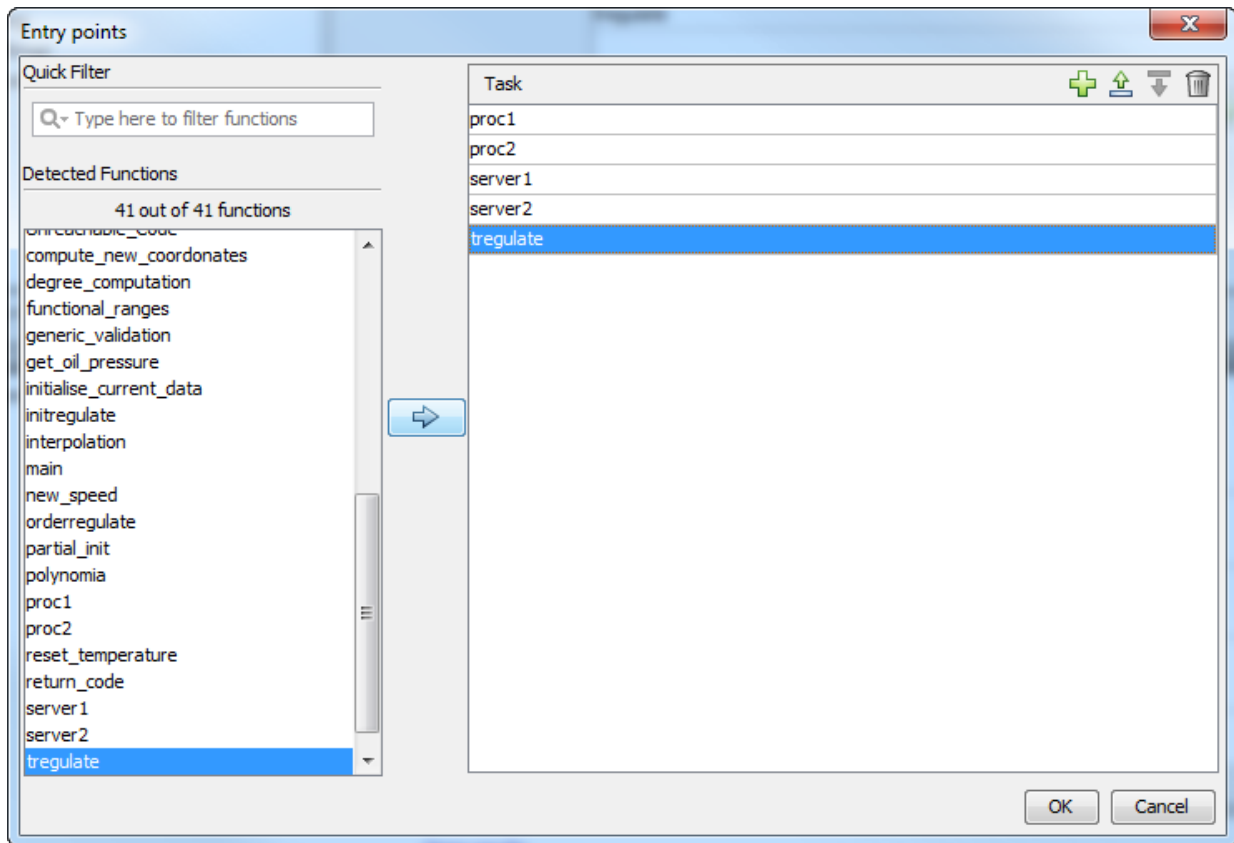 Entry points
Quick Filter
Type here to filter functions
Detected Functions
41 out of 41 functions
compute_new_coordonates
degree_computation
functional_ranges
generic_validation
get_oil_pressure
initialise_current_data
initregulate
interpolation
main
new_speed
orderregulate
partial_init
polynomia
proc1
proc2
reset_temperature
return_code
server1
server2
tregulate
Task
proc1
proc2
server1
server2
tregulate
OK
Cancel